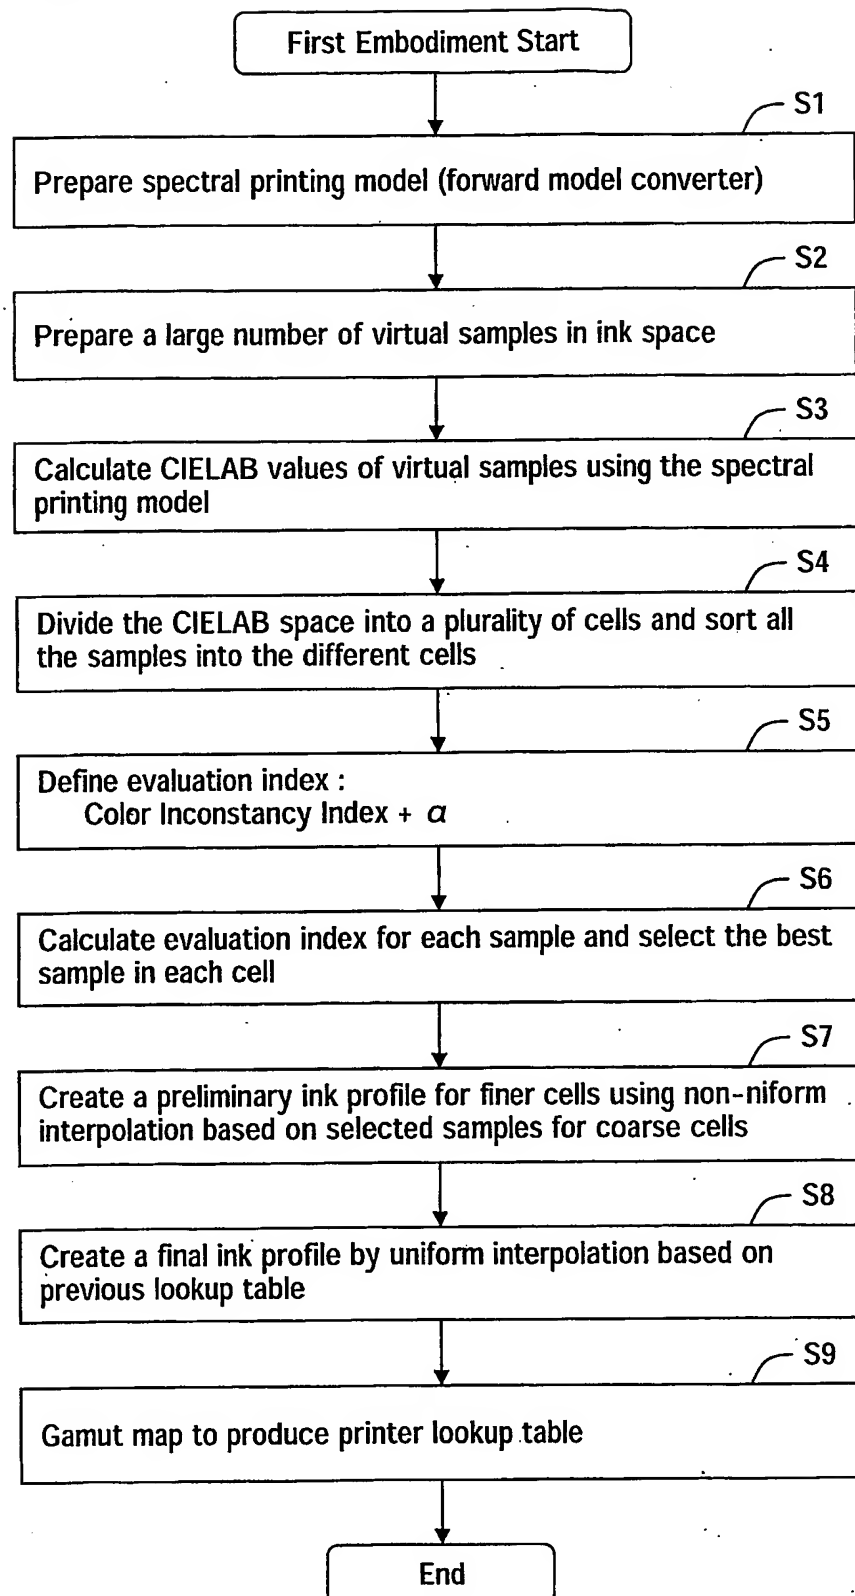 First Embodiment Start
S1
Prepare spectral printing model (forward model converter)
S2
Prepare a large number of virtual samples in ink space
S3
Calculate CIELAB values of virtual samples using the spectral
printing model
S4
Divide the CIELAB space into a plurality of cells and sort all
the samples into the different cells
S5
Define evaluation index :
Color Inconstancy Index + α
S6
Calculate evaluation index for each sample and select the best
sample in each cell
S7
Create a preliminary ink profile for finer cells using non-niform
interpolation based on selected samples for coarse cells
S8
Create a final ink profile by uniform interpolation based on
previous lookup table
S9
Gamut map to produce printer lookup table
End